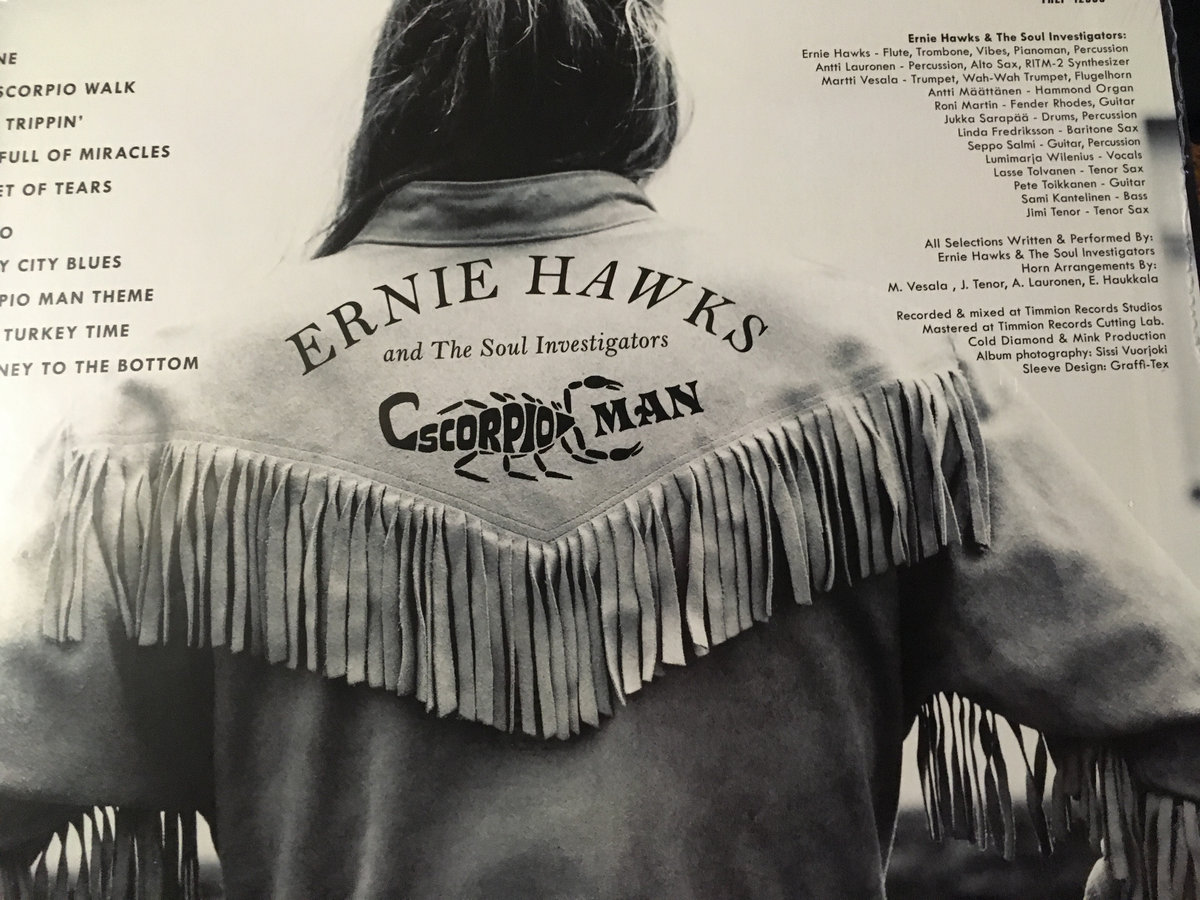 NE
SCORPIO WALK
TRIPPIN'
FULL OF MIRACLES
ET OF TEARS
O
Y CITY BLUES
PIO MAN THEME
TURKEY TIME
NEY TO THE BOTTOM
ERNIE HAWKS
and The Soul Investigators
SCORPIO MAN
Ernie Hawks & The Soul Investigators:
Ernie Hawks - Flute, Trombone, Vibes, Pianoman, Percussion
Antti Lauronen - Percussion, Alto Sax, RITM-2 Synthesizer
Martti Vesala - Trumpet, Wah-Wah Trumpet, Flugelhorn
Antti Määttänen - Hammond Organ
Roni Martin - Fender Rhodes, Guitar
Jukka Sarapää - Drums, Percussion
Linda Fredriksson - Baritone Sax
Seppo Salmi - Guitar, Percussion
Lumimarja Wilenius - Vocals
Lasse Tolvanen - Tenor Sax
Pete Toikkanen - Guitar
Sami Kantelinen - Bass
Jimi Tenor - Tenor Sax
All Selections Written & Performed By:
Ernie Hawks & The Soul Investigators
Horn Arrangements By:
M. Vesala , J. Tenor, A. Lauronen, E. Haukkala
Recorded & mixed at Timmion Records Studios
Mastered at Timmion Records Cutting Lab.
Cold Diamond & Mink Production
Album photography: Sissi Vuorjoki
Sleeve Design: Graffi-Tex